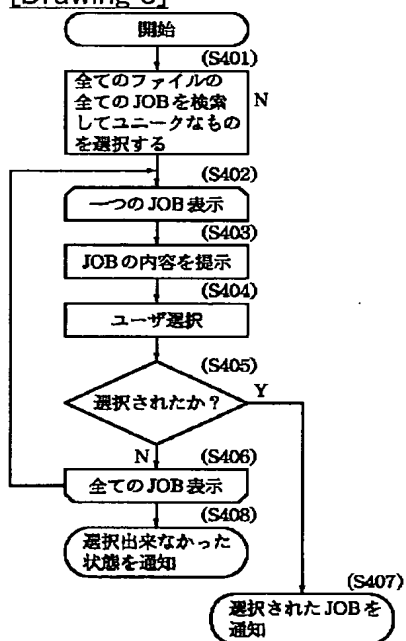 [Drawing 6]
開始
(S401)
全てのファイルの
全てのJOBを検索
してユニークなもの
を選択する
N
(S402)
一つのJOB表示
(S403)
JOBの内容を提示
(S404)
ユーザ選択
(S405)
選択されたか?
Y
N
(S406)
全てのJOB表示
(S408)
選択出来なかった
状態を通知
(S407)
選択されたJOBを
通知